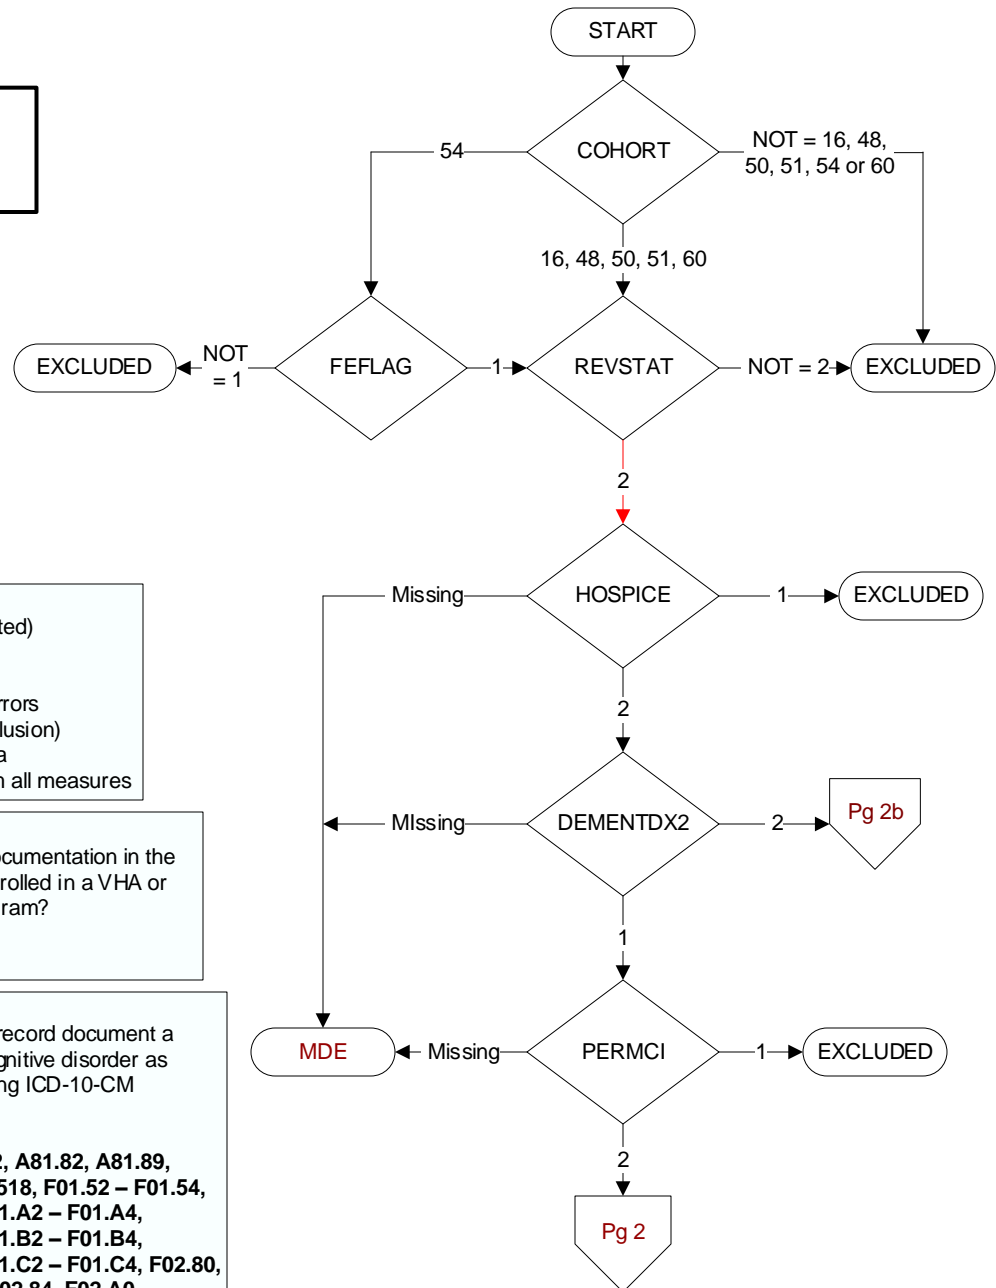 START
COHORT
54
NOT = 16, 48,
50, 51, 54 or 60
16, 48, 50, 51, 60
EXCLUDED
NOT
= 1
FEFLAG
1
REVSTAT
NOT = 2
EXCLUDED
2
Missing
HOSPICE
1
EXCLUDED
2
MIssing
DEMENTDX2
2
Pg 2b
1
MDE
Missing
PERMCI
1
EXCLUDED
2
Pg 2
ted)
rrors
lusion)
a
n all measures
ocumentation in the
rolled in a VHA or
ram?
record document a
gnitive disorder as
ng ICD-10-CM
2, A81.82, A81.89,
518, F01.52 – F01.54,
1.A2 – F01.A4,
1.B2 – F01.B4,
1.C2 – F01.C4, F02.80,